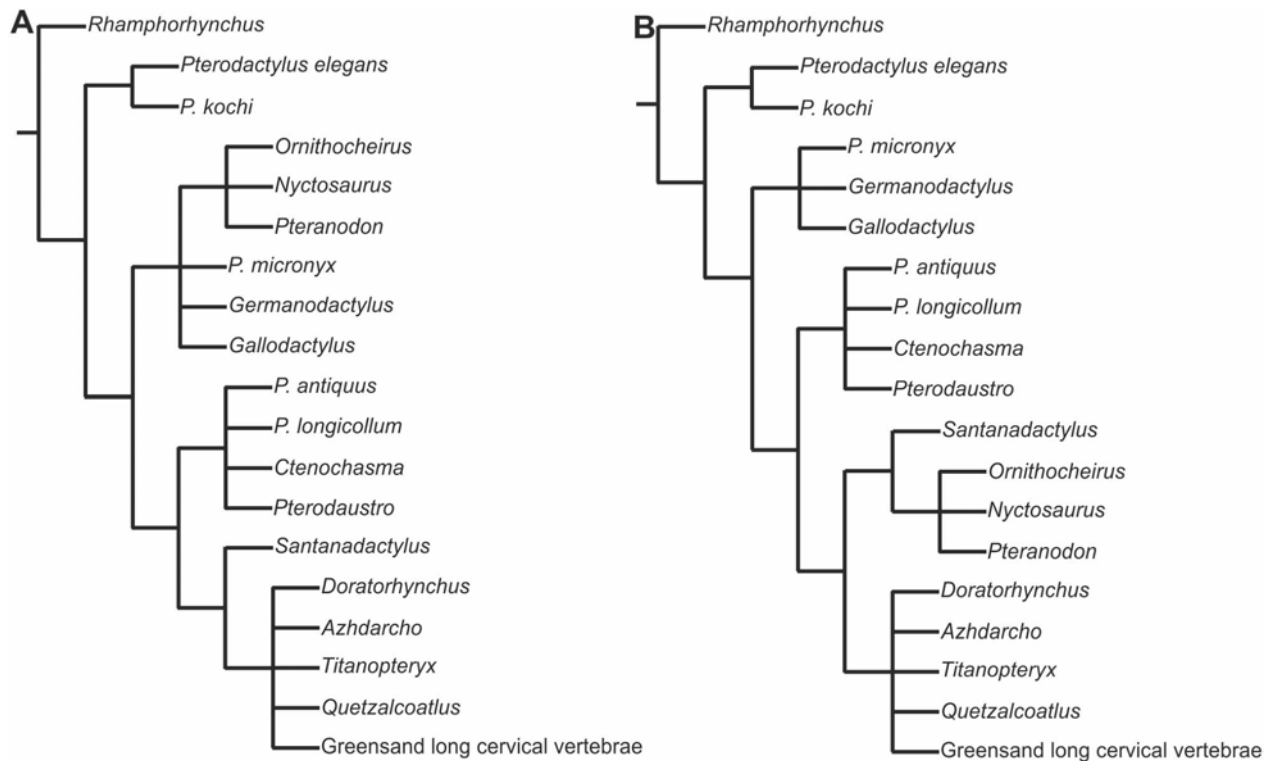 A
Rhamphorhynchus
Pterodactylus elegans
P. kochi
Ornithocheirus
Nyctosaurus
Pteranodon
P. micronyx
Germanodactylus
Gallodactylus
P. antiquus
P. longicollum
Ctenochasma
Pterodaustro
Santanadactylus
Doratorhynchus
Azhdarcho
Titanopteryx
Quetzalcoatlus
Greensand long cervical vertebrae
B
Rhamphorhynchus
Pterodactylus elegans
P. kochi
P. micronyx
Germanodactylus
Gallodactylus
P. antiquus
P. longicollum
Ctenochasma
Pterodaustro
Santanadactylus
Ornithocheirus
Nyctosaurus
Pteranodon
Doratorhynchus
Azhdarcho
Titanopteryx
Quetzalcoatlus
Greensand long cervical vertebrae